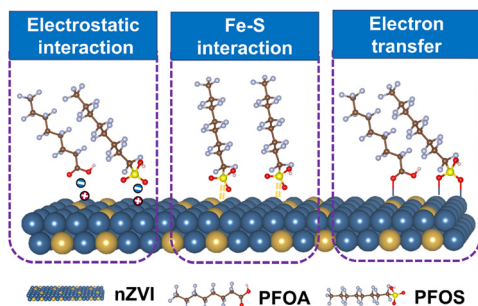 Electrostatic
interaction
Fe-S
interaction
Electron
transfer
nZVI
PFOA
PFOS